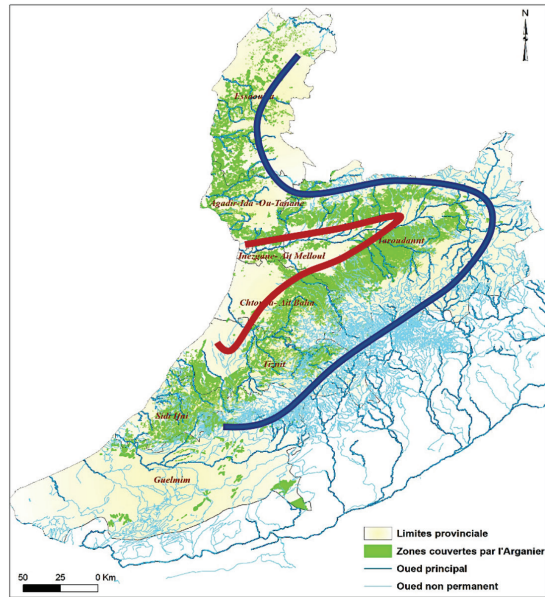 N
Essaouira
Agadir-Ida-Ou-Tanane
Taroudannt
Inezgane- Ait Melloul
Chtouka- Ait Baha
Tiznit
Sidi Ifni
Guelmim
Limites provinciale
Zones couvertes par l'Arganier
Oued principal
Oued non permanent
50 25 0 Km